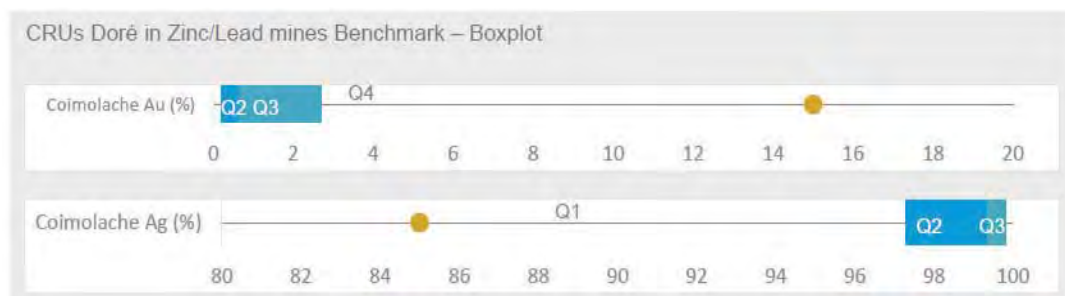 CRUs Doré in Zinc/Lead mines Benchmark – Boxplot
Q4
Coimolache Au (%) Q2 Q3
0 2 4 6 8 10 12 14 16 18 20
Q1
Coimolache Ag (%) Q2 Q3
80 82 84 86 88 90 92 94 96 98 100